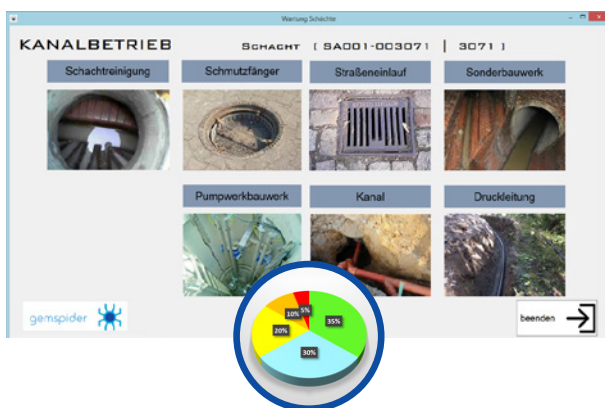 Wartung Schächte
KANALBETRIEB
SCHACHT ( SA001-003071 | 3071 )
Schachtreinigung
Schmutzfänger
Straßeneinlauf
Sonderbauwerk
Pumpwerkbauwerk
Kanal
Druckleitung
gemspider
beenden
10%
5%
35%
20%
30%